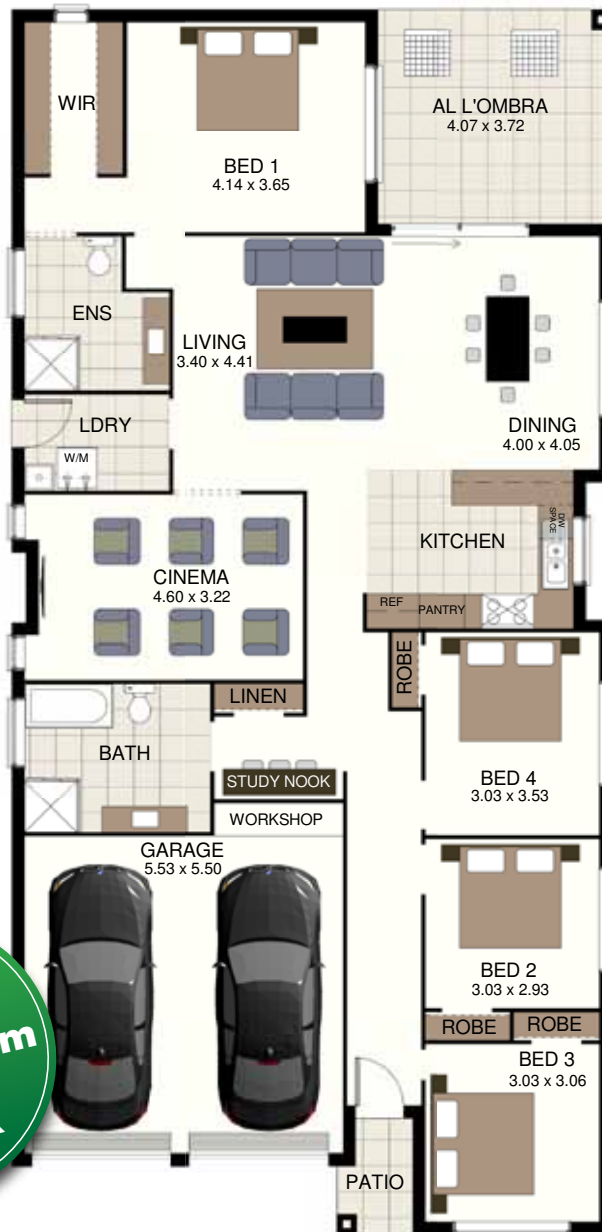 WIR
BED 1
4.14 x 3.65
AL L'OMBRA
4.07 x 3.72
ENS
LIVING
3.40 x 4.41
DINING
4.00 x 4.05
LDRY
W/M
KITCHEN
DW
SPACE
REF
PANTRY
CINEMA
4.60 x 3.22
ROBE
LINEN
BATH
STUDY NOOK
BED 4
3.03 x 3.53
WORKSHOP
GARAGE
5.53 x 5.50
BED 2
3.03 x 2.93
ROBE
ROBE
BED 3
3.03 x 3.06
PATIO